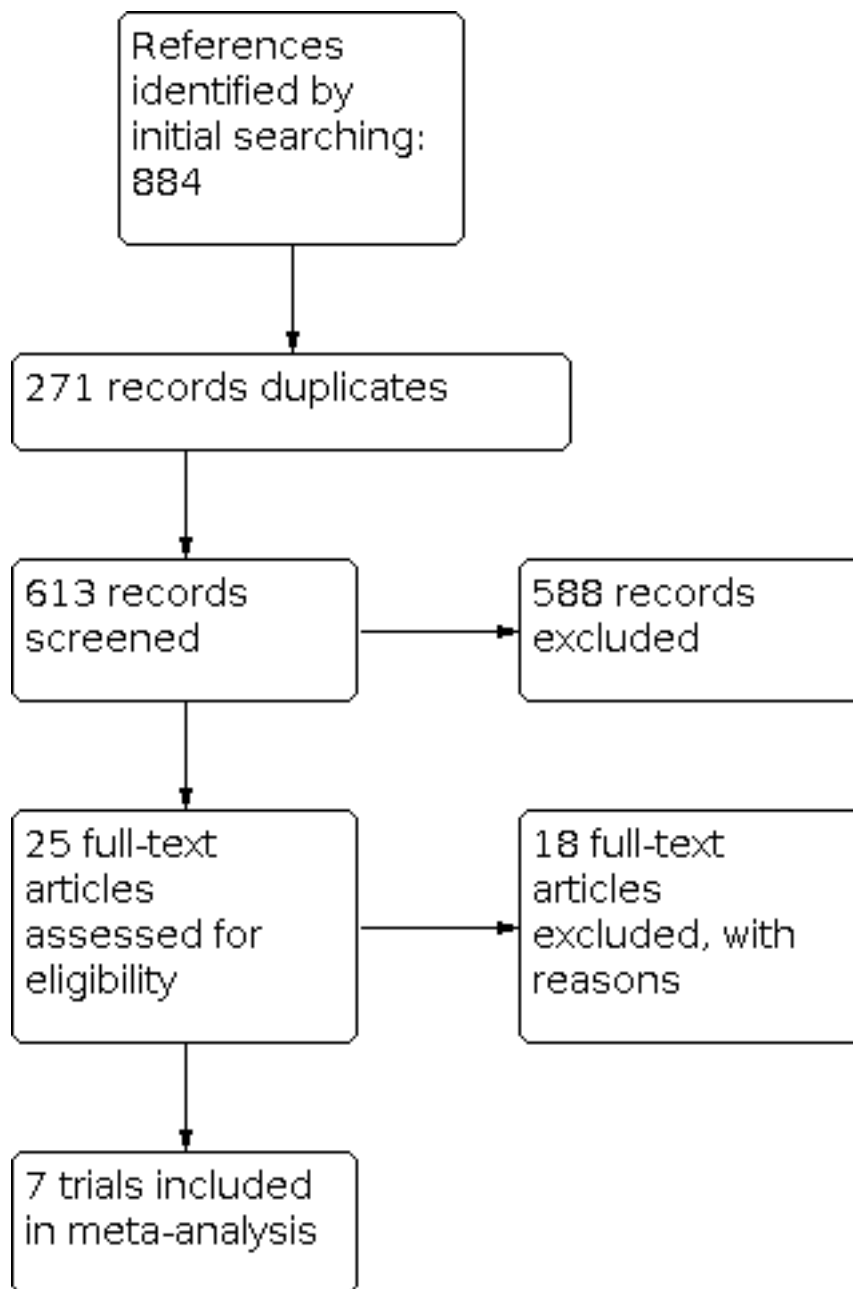 References
identified by
initial searching:
884
271 records duplicates
613 records
screened
588 records
excluded
25 full-text
articles
assessed for
eligibility
18 full-text
articles
excluded, with
reasons
7 trials included
in meta-analysis